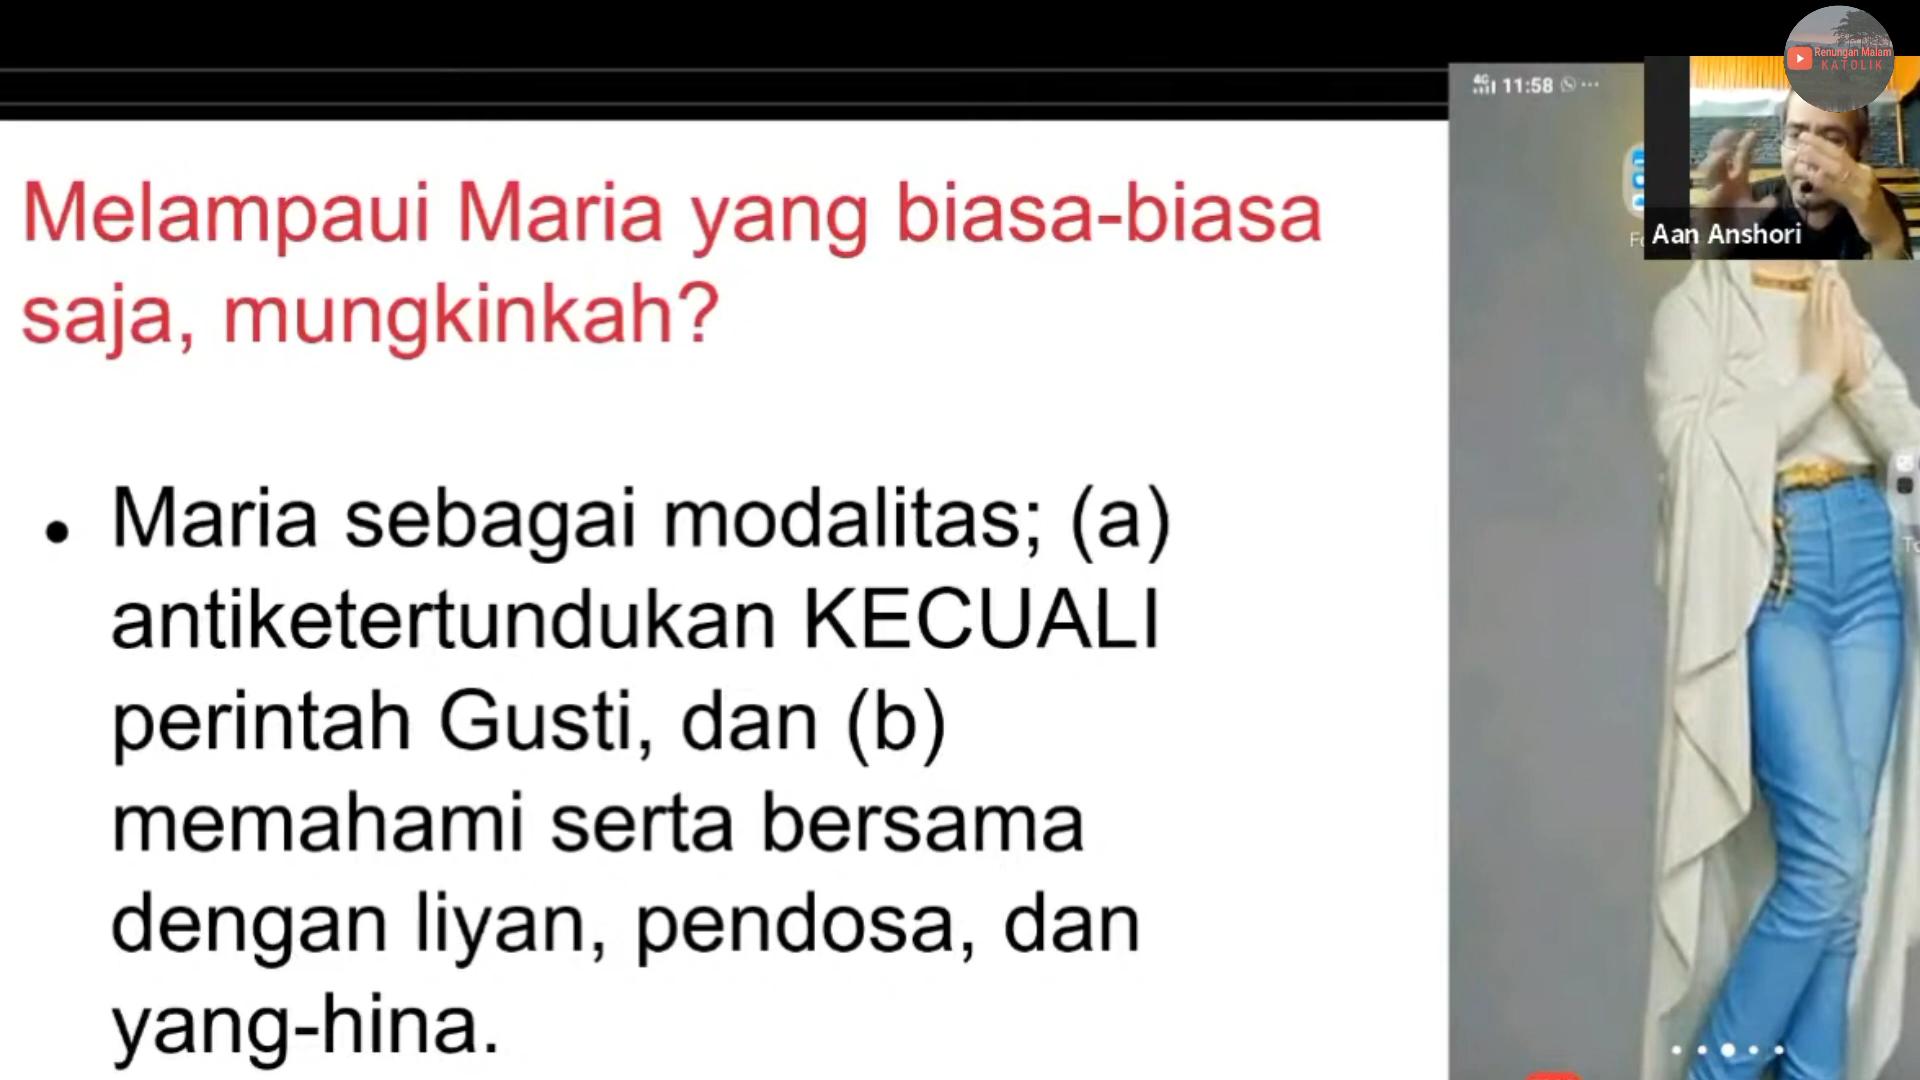 Renungan Malam
KATOLIK
4G 11:58
Aan Anshori
Melampaui Maria yang biasa-biasa
saja, mungkinkah?
• Maria sebagai modalitas; (a)
antiketertundukan KECUALI
perintah Gusti, dan (b)
memahami serta bersama
dengan liyan, pendosa, dan
yang-hina.